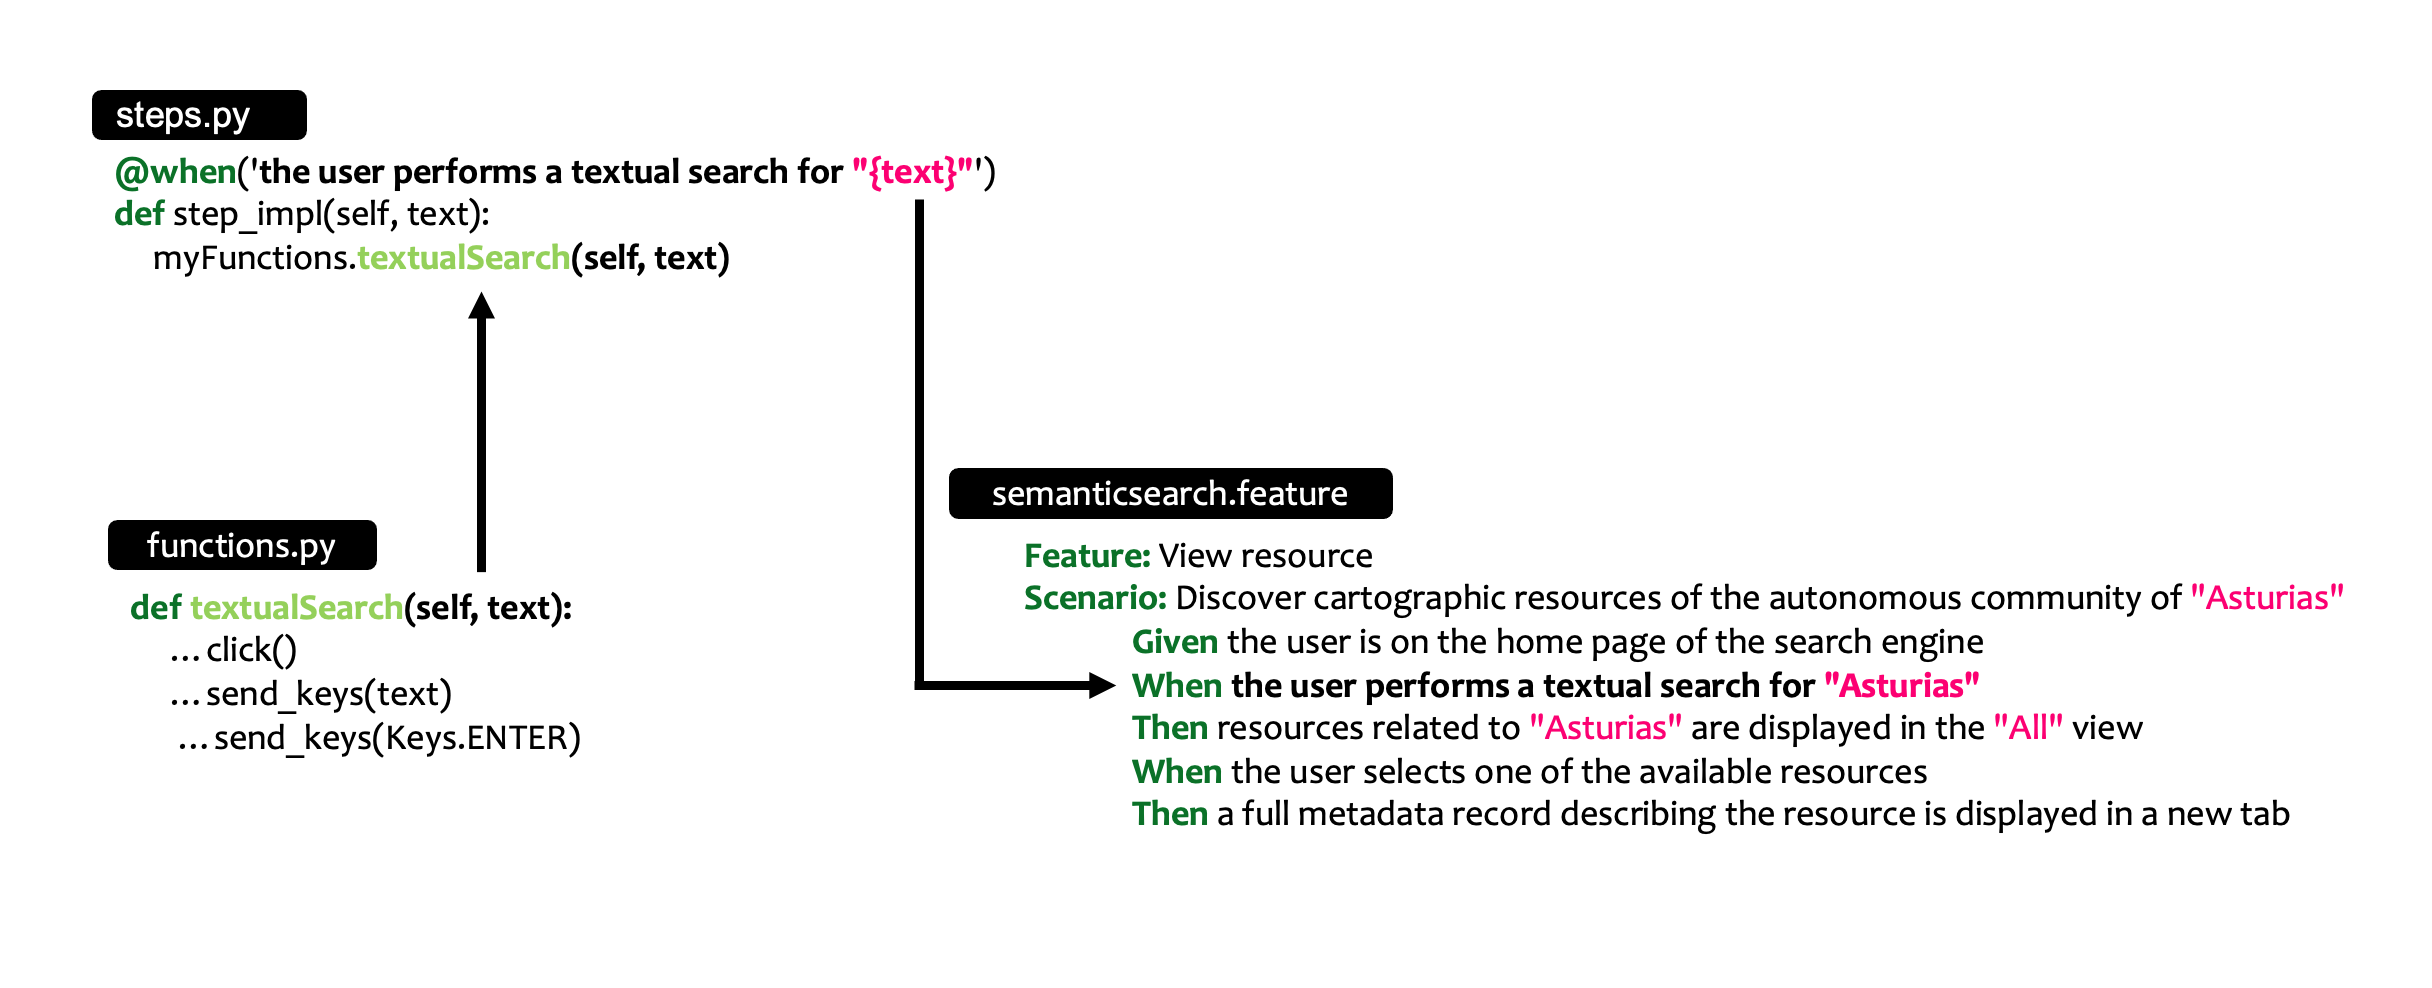 steps.py
@when('the user performs a textual search for "{text}"')
def step_impl(self, text):
myFunctions.textualSearch(self, text)
functions.py
def textualSearch(self, text):
...click()
...send_keys(text)
...send_keys(Keys.ENTER)
semanticsearch.feature
Feature: View resource
Scenario: Discover cartographic resources of the autonomous community of "Asturias"
Given the user is on the home page of the search engine
When the user performs a textual search for "Asturias"
Then resources related to "Asturias" are displayed in the "All" view
When the user selects one of the available resources
Then a full metadata record describing the resource is displayed in a new tab